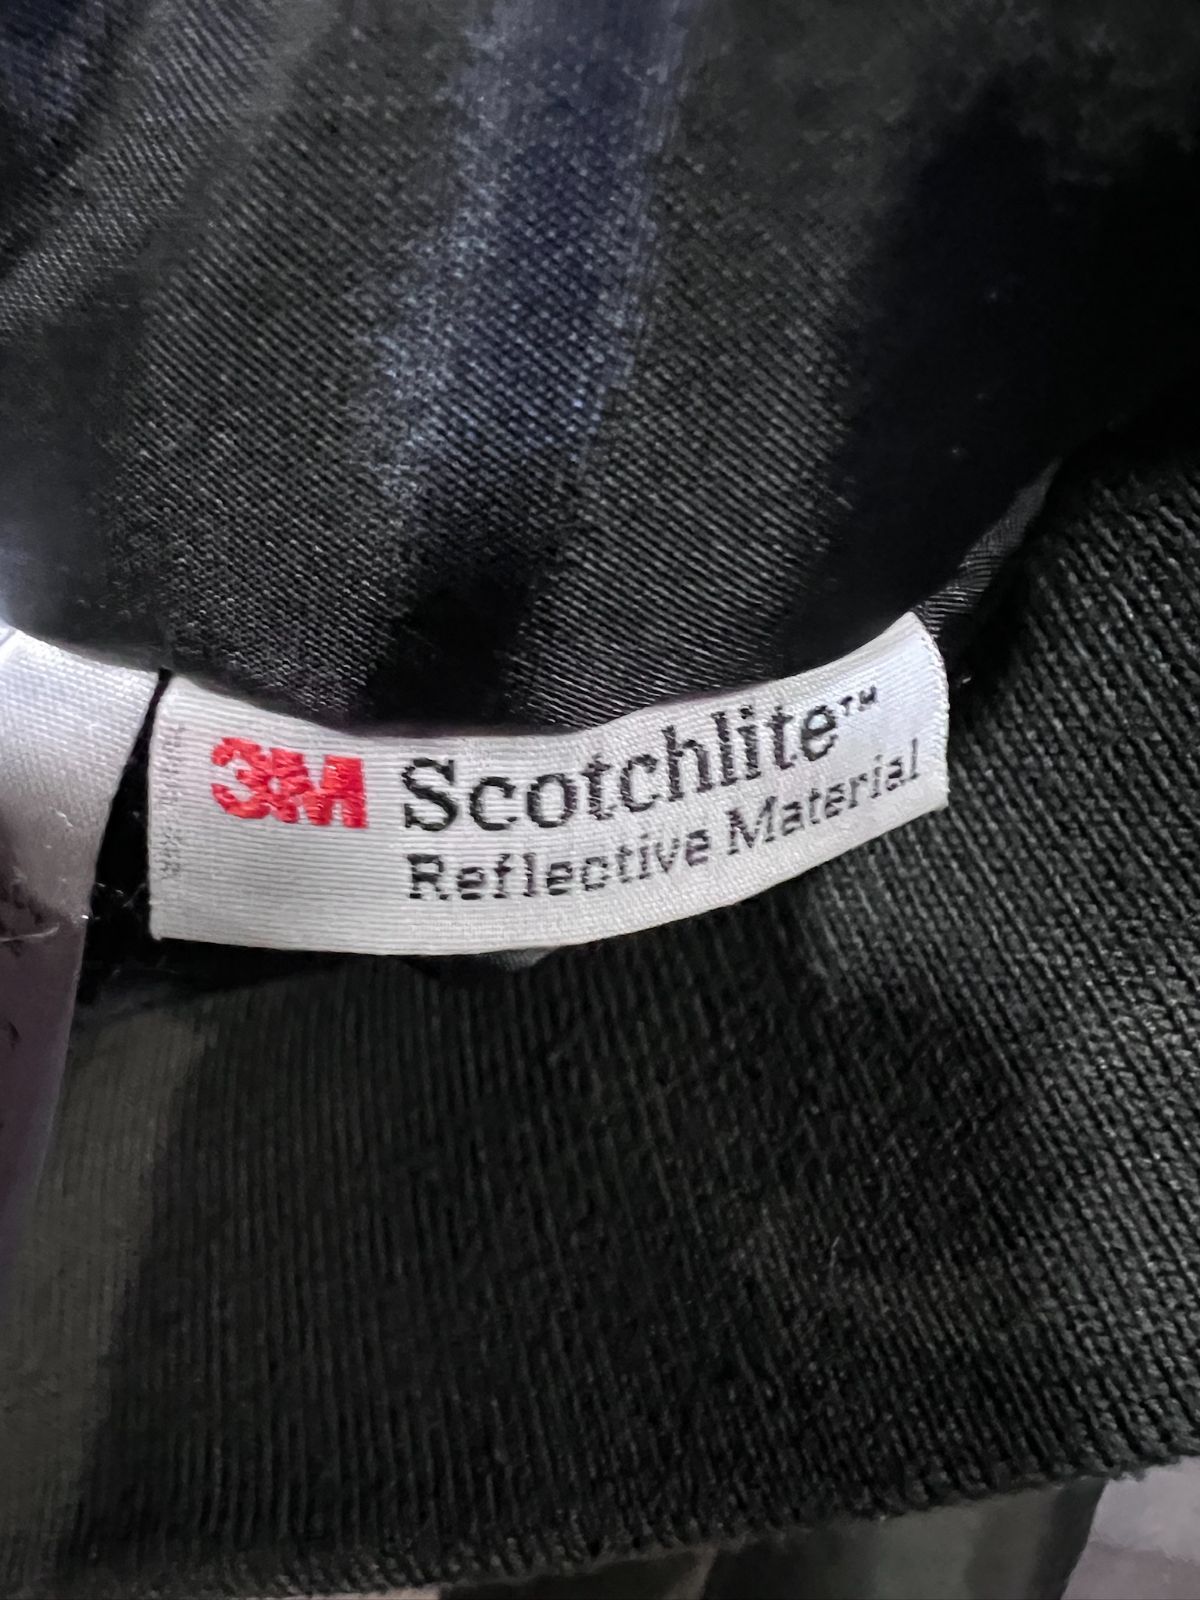 3M Scotchlite™
Reflective Material